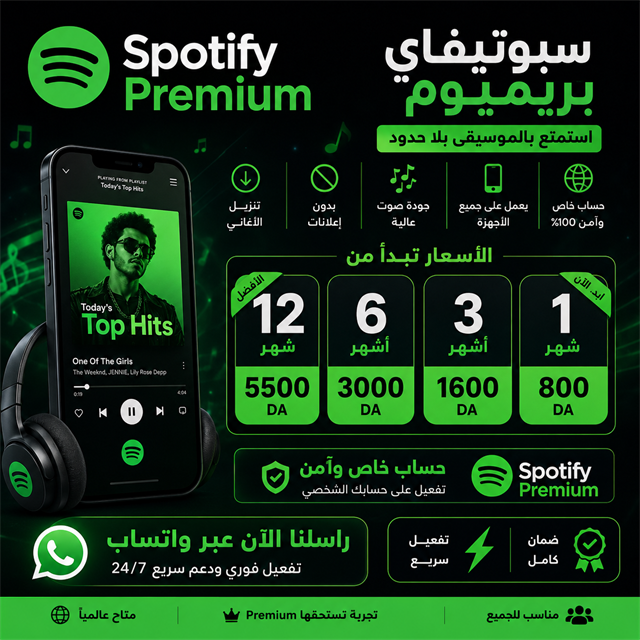 Spotify
Premium
سبوتيفاي
بريميوم
استمتع بالموسيقى بلا حدود
حساب خاص
وآمن 100%
يعمل على جميع
الأجهزة
جودة صوت
عالية
بدون
إعلانات
تنزيل
الأغاني
الأسعار تبدأ من
ابدأ الآن
1
شهر
800
DA
3
أشهر
1600
DA
6
أشهر
3000
DA
الأفضل
12
شهر
5500
DA
PLAYING FROM PLAYLIST
Today's Top Hits
Today's
Top Hits
One Of The Girls
The Weeknd, JENNIE, Lily Rose Depp
0:19
4:04
حساب خاص وآمن
تفعيل على حسابك الشخصي
Spotify
Premium
راسلنا الآن عبر واتساب
تفعيل فوري ودعم سريع 24/7
ضمان
كامل
تفعيل
سريع
مناسب للجميع
تجربة تستحقها Premium
متاح عالمياً